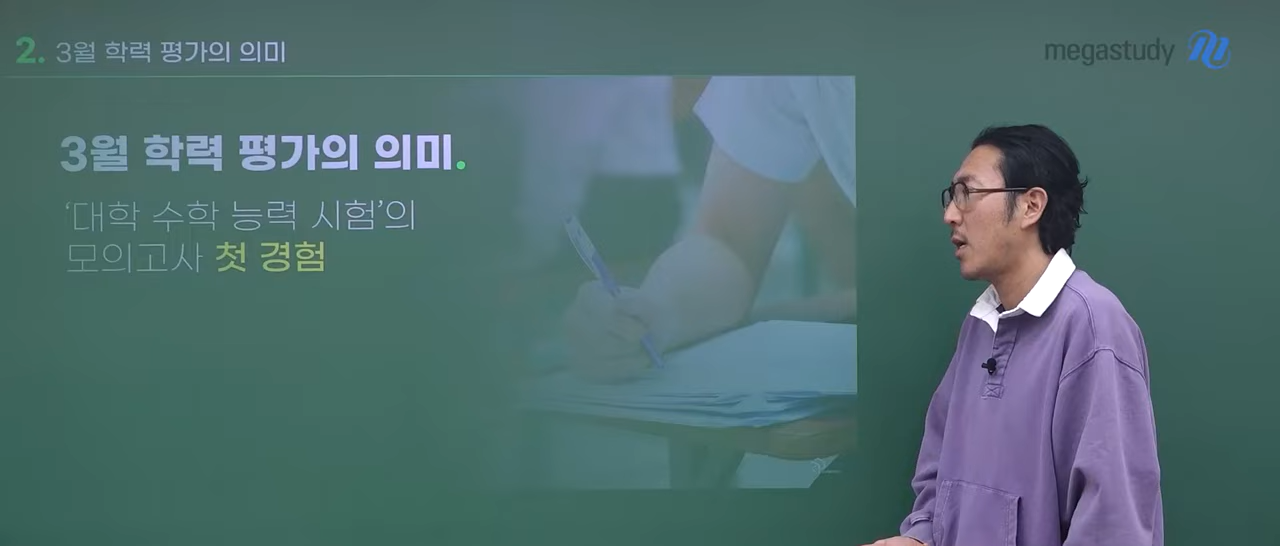 2. 3월 학력 평가의 의미
megastudy
3월 학력 평가의 의미.
‘대학 수학 능력 시험’의
모의고사 첫 경험